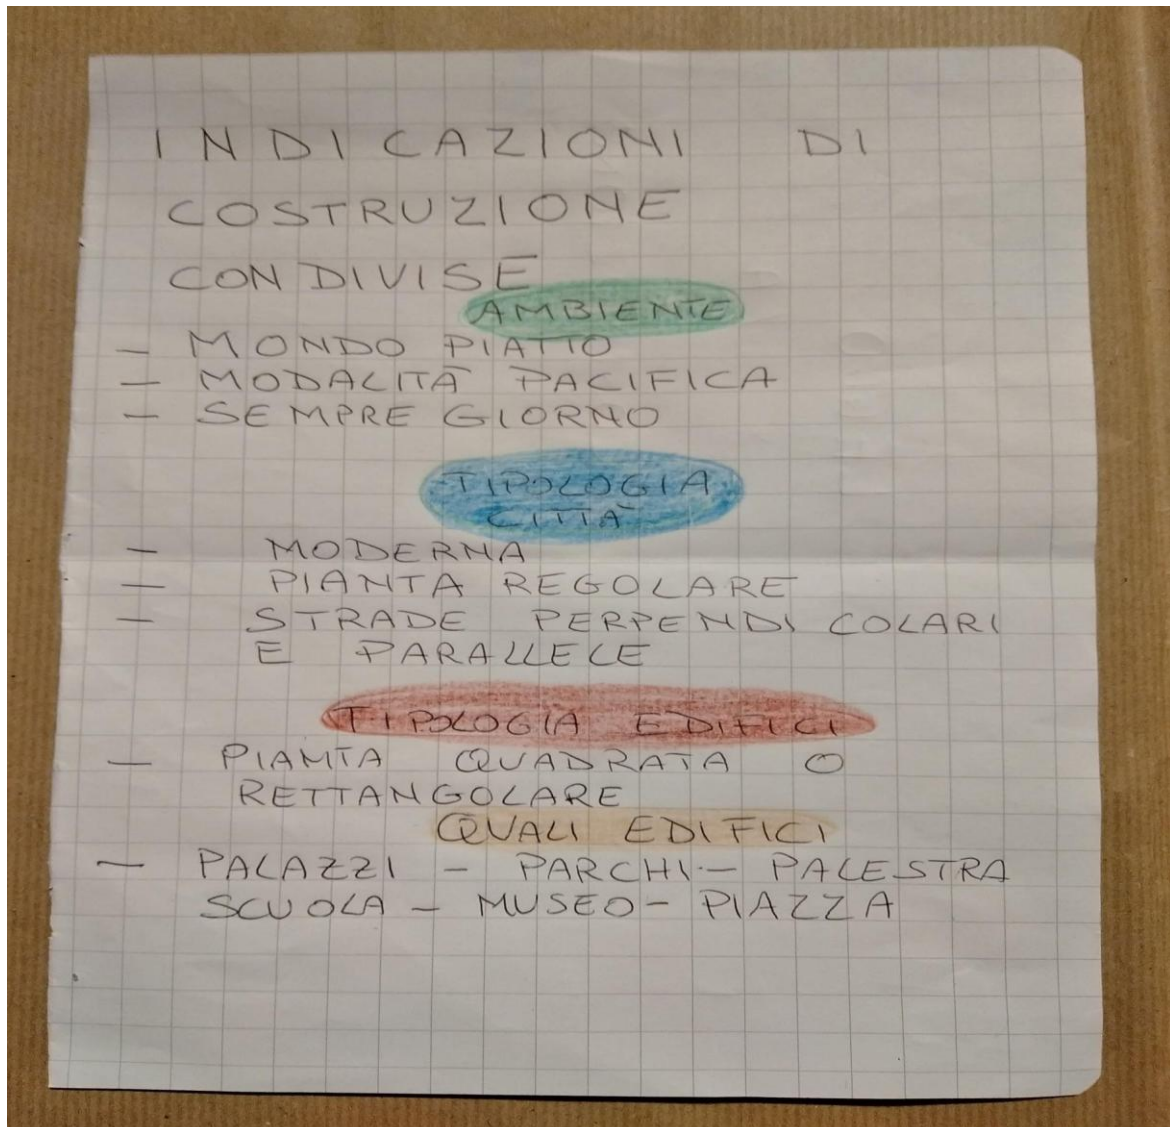 INDICAZIONI DI
COSTRUZIONE
CONDIVISE
AMBIENTE
- MONDO PIATTO
- MODALITÀ PACIFICA
- SEMPRE GIORNO
TIPOLOGIA
CITTÀ
- MODERNA
- PIANTA REGOLARE
- STRADE PERPENDICOLARI
E PARALLELE
TIPOLOGIA EDIFICI
- PIANTA QUADRATA O
RETTANGOLARE
QUALI EDIFICI
- PALAZZI - PARCHI - PALESTRA
SCUOLA - MUSEO - PIAZZA